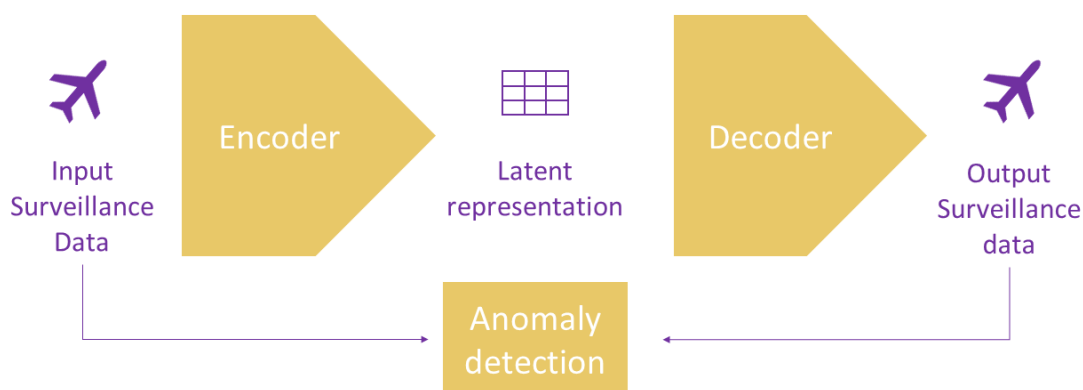 Encoder
Decoder
Input
Surveillance
Data
Latent
representation
Output
Surveillance
data
Anomaly
detection